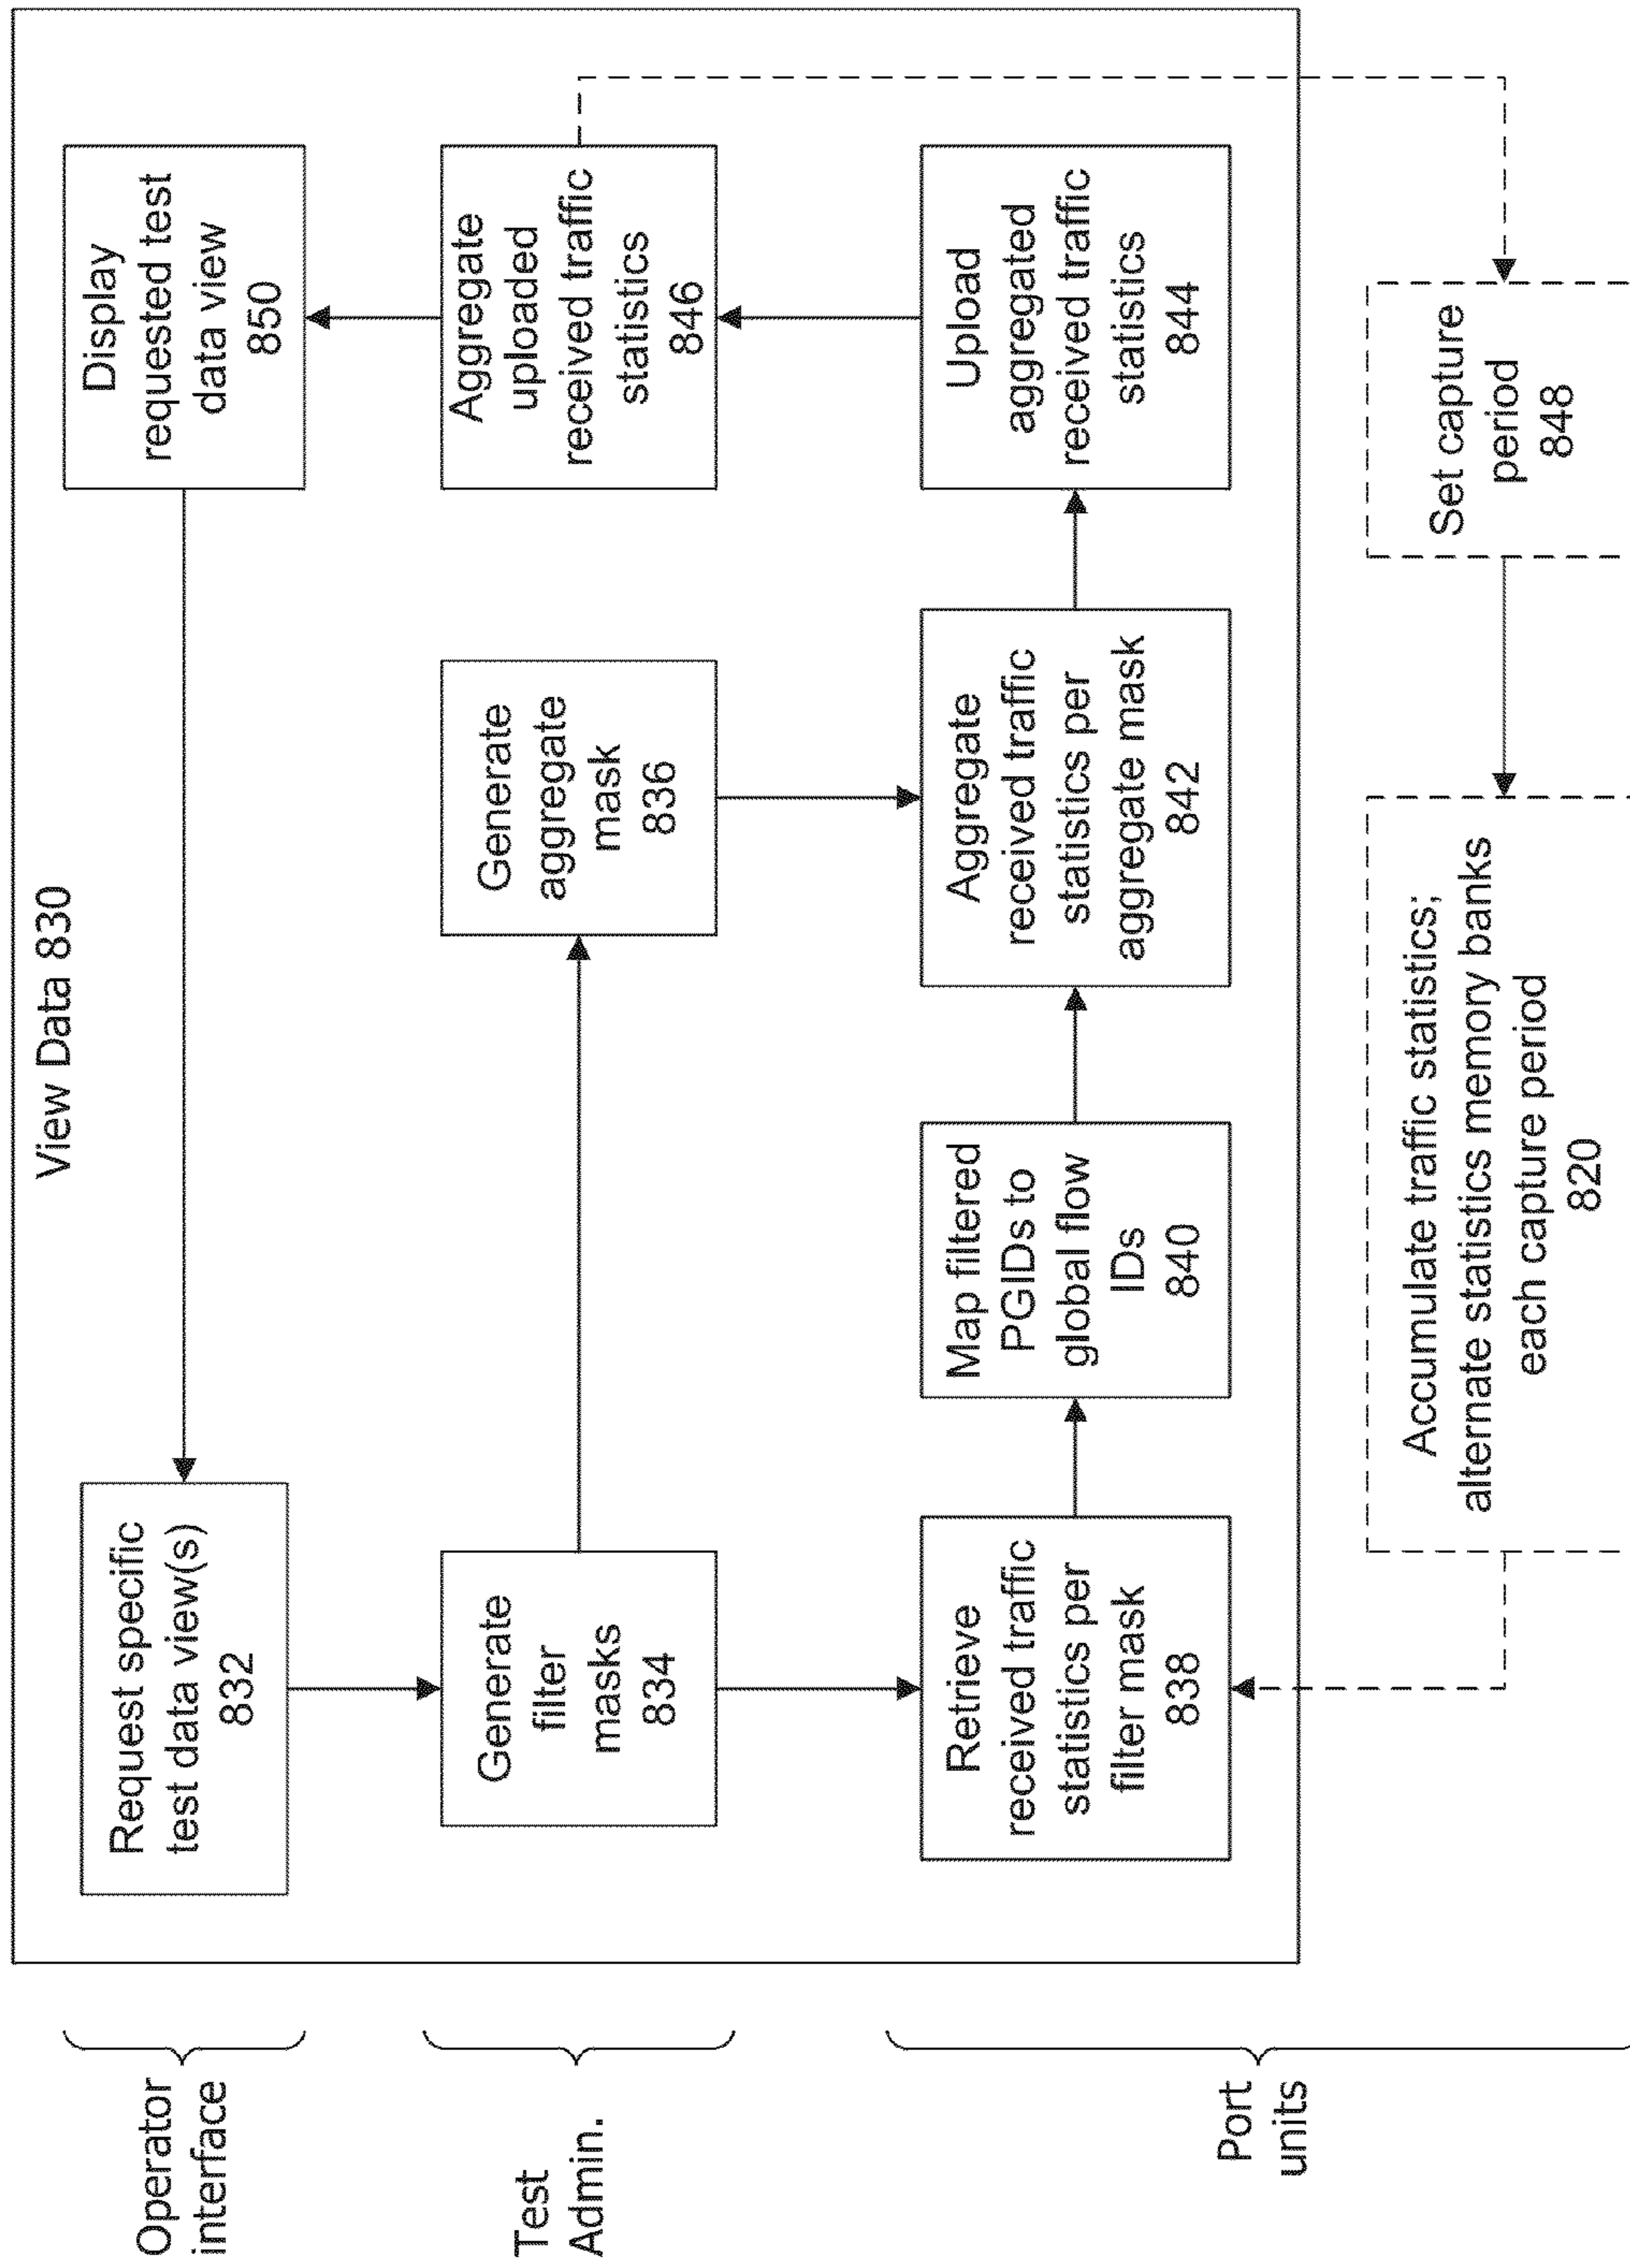 View Data 830
Operator
interface
Request specific
test data view(s)
832
Display
requested test
data view
850
Test
Admin.
Generate
filter
masks
834
Generate
aggregate
mask
836
Aggregate
uploaded
received traffic
statistics
846
Port
units
Retrieve
received traffic
statistics per
filter mask
838
Map filtered
PGIDs to
global flow
IDs
840
Aggregate
received traffic
statistics per
aggregate mask
842
Upload
aggregated
received traffic
statistics
844
Accumulate traffic statistics;
alternate statistics memory banks
each capture period
820
Set capture
period
848